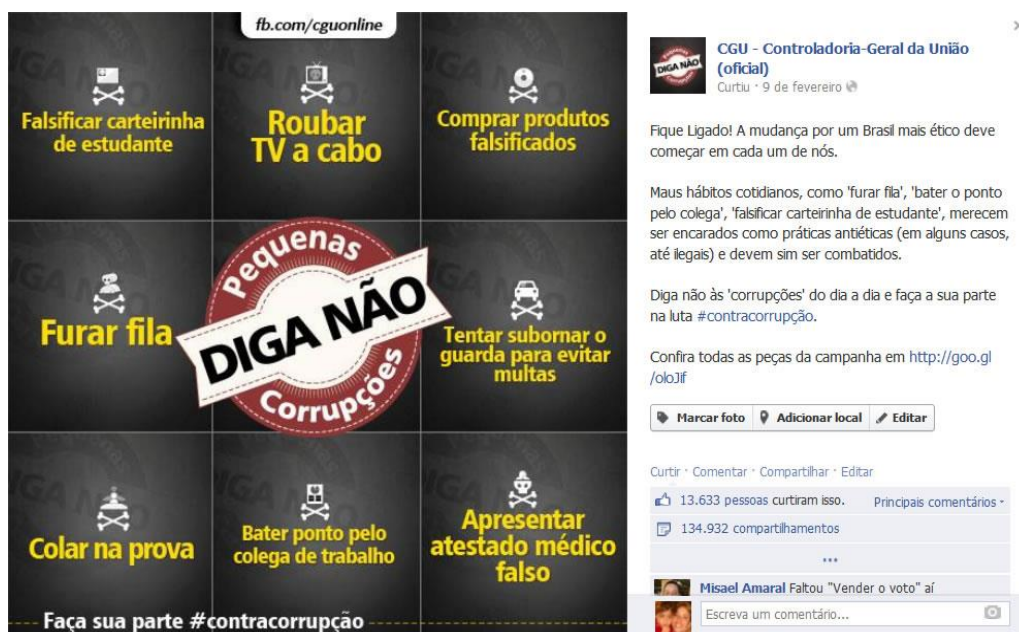 fb.com/cguonline
Falsificar carteirinha
de estudante
Roubar
TV a cabo
Comprar produtos
falsificados
Furar fila
Pequenas
DIGA NÃO
Corrupções
Tentar subornar o
guarda para evitar
multas
Colar na prova
Bater ponto pelo
colega de trabalho
Apresentar
atestado médico
falso
Faça sua parte #contracorrupção
DIGA NÃO
CGU - Controladoria-Geral da União
(oficial)
Curtiu · 9 de fevereiro
Fique Ligado! A mudança por um Brasil mais ético deve
começar em cada um de nós.
Maus hábitos cotidianos, como 'furar fila', 'bater o ponto
pelo colega', 'falsificar carteirinha de estudante', merecem
ser encarados como práticas antiéticas (em alguns casos,
até ilegais) e devem sim ser combatidos.
Diga não às 'corrupções' do dia a dia e faça a sua parte
na luta #contracorrupção.
Confira todas as peças da campanha em http://goo.gl
/oloJif
Marcar foto Adicionar local Editar
Curtir · Comentar · Compartilhar · Editar
13.633 pessoas curtiram isso. Principais comentários
134.932 compartilhamentos
...
Misael Amaral Faltou "Vender o voto" aí
Escreva um comentário...